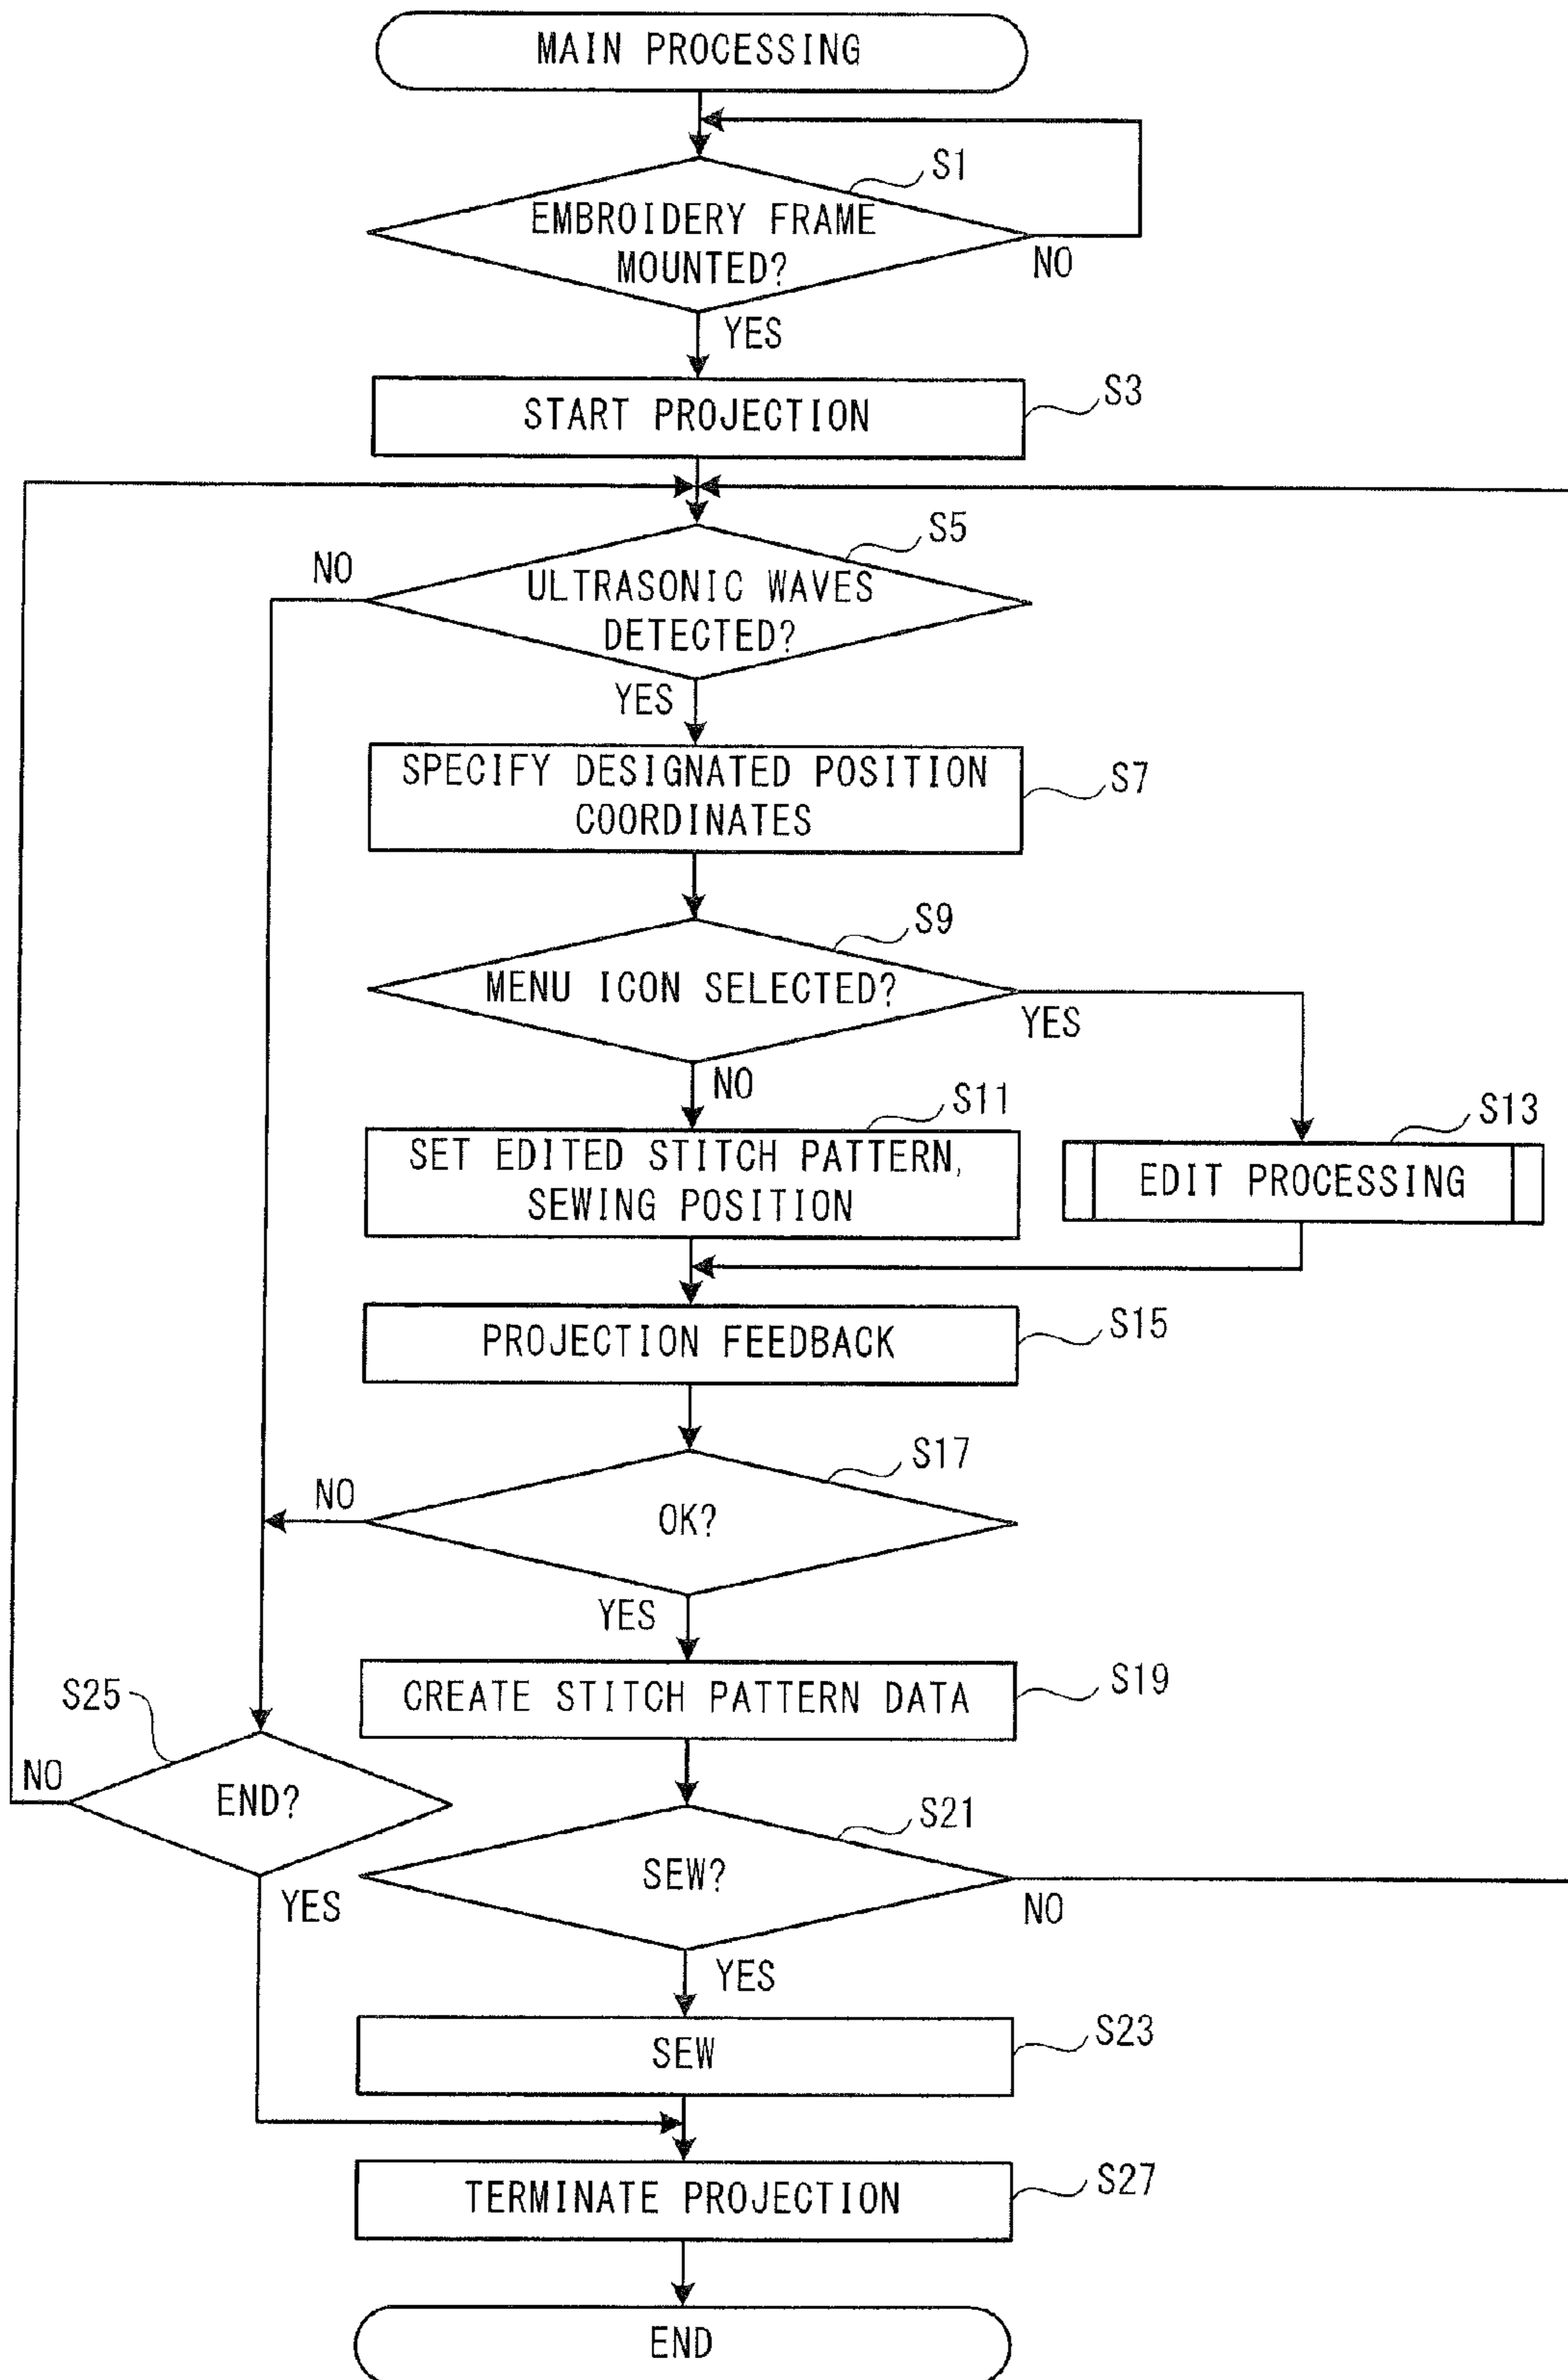 MAIN PROCESSING
S1
EMBROIDERY FRAME
MOUNTED?
NO
YES
START PROJECTION
S3
S5
NO
ULTRASONIC WAVES
DETECTED?
YES
SPECIFY DESIGNATED POSITION
COORDINATES
S7
S9
MENU ICON SELECTED?
YES
NO
S11
S13
SET EDITED STITCH PATTERN,
SEWING POSITION
EDIT PROCESSING
PROJECTION FEEDBACK
S15
S17
NO
OK?
YES
S25
CREATE STITCH PATTERN DATA
S19
NO
END?
S21
SEW?
YES
NO
YES
SEW
S23
TERMINATE PROJECTION
S27
END